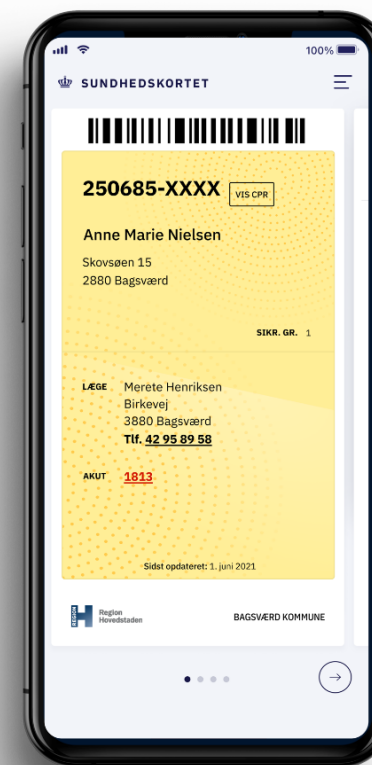 100%
SUNDHEDSKORTET
250685-XXXX VIS CPR
Anne Marie Nielsen
Skovsøen 15
2880 Bagsværd
SIKR. GR. 1
LÆGE Merete Henriksen
Birkevej
3880 Bagsværd
Tlf. 42 95 89 58
AKUT 1813
Sidst opdateret: 1. juni 2021
REGION H Region
Hovedstaden
BAGSVÆRD KOMMUNE